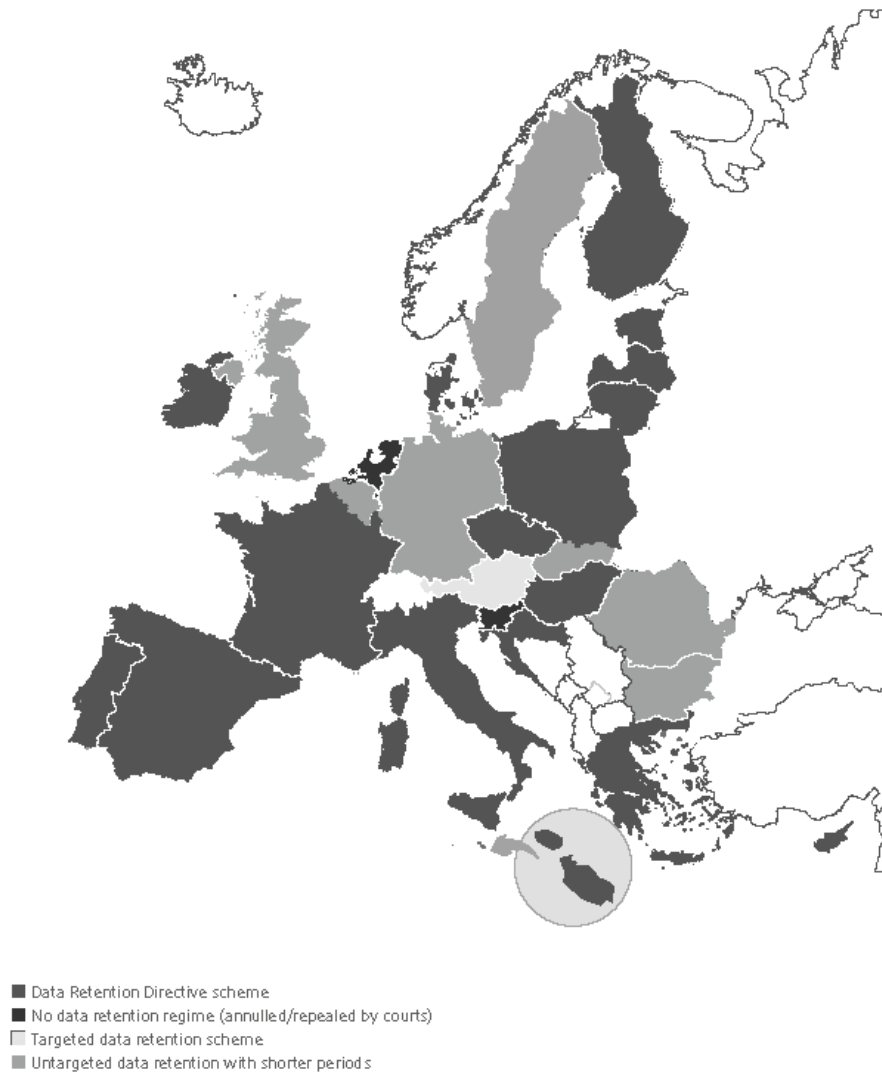 Data Retention Directive scheme
No data retention regime (annulled/repealed by courts)
Targeted data retention scheme
Untargeted data retention with shorter periods